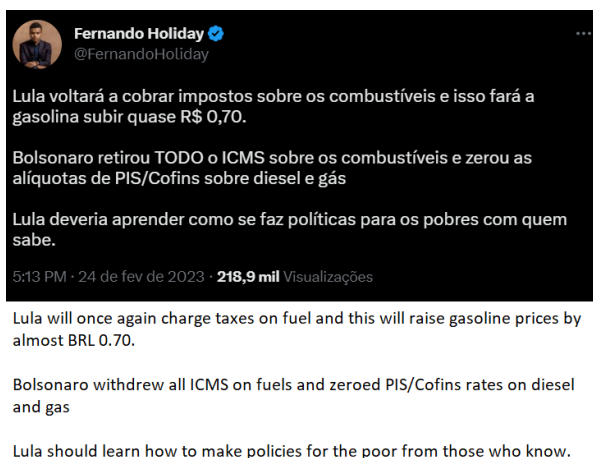 Fernando Holiday
@FernandoHoliday
Lula voltará a cobrar impostos sobre os combustíveis e isso fará a
gasolina subir quase R$ 0,70.
Bolsonaro retirou TODO o ICMS sobre os combustíveis e zerou as
alíquotas de PIS/Cofins sobre diesel e gás
Lula deveria aprender como se faz políticas para os pobres com quem
sabe.
5:13 PM · 24 de fev de 2023 · 218,9 mil Visualizações
Lula will once again charge taxes on fuel and this will raise gasoline prices by
almost BRL 0.70.
Bolsonaro withdrew all ICMS on fuels and zeroed PIS/Cofins rates on diesel
and gas
Lula should learn how to make policies for the poor from those who know.